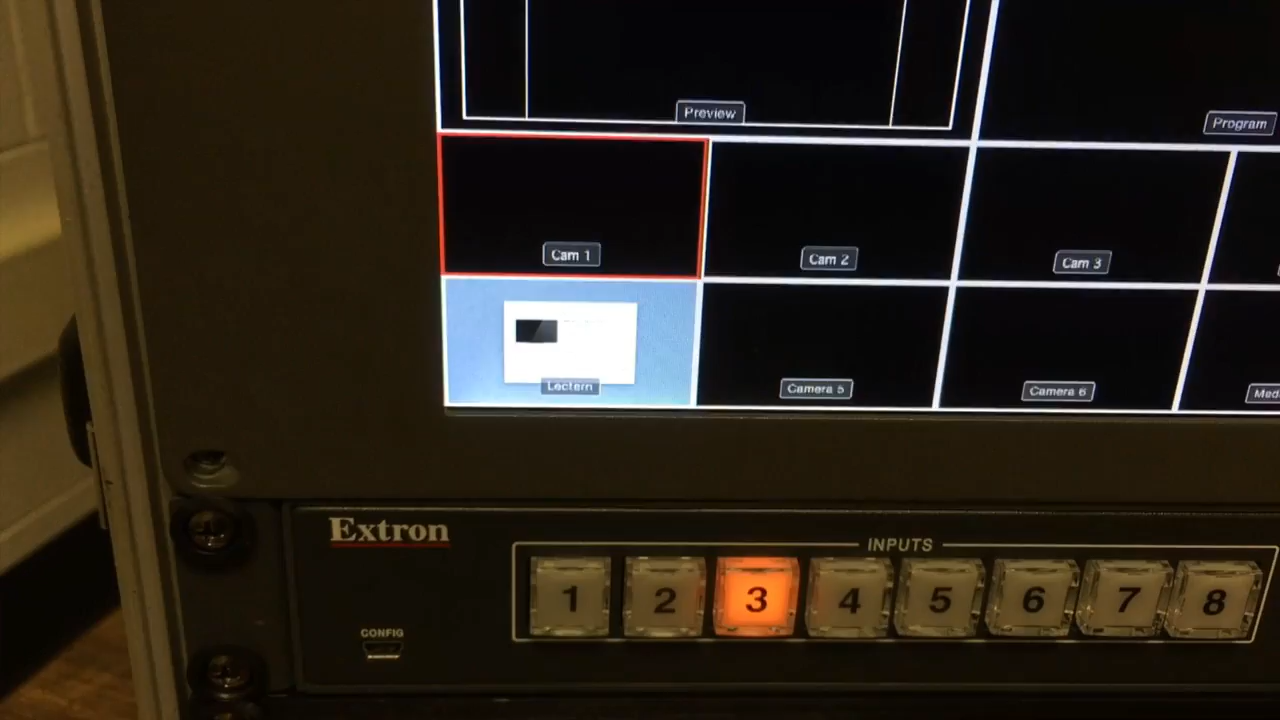 Preview
Program
Cam 1
Cam 2
Cam 3
Lectern
Camera 5
Camera 6
Med
Extron
INPUTS
1 2 3 4 5 6 7 8
CONFIG